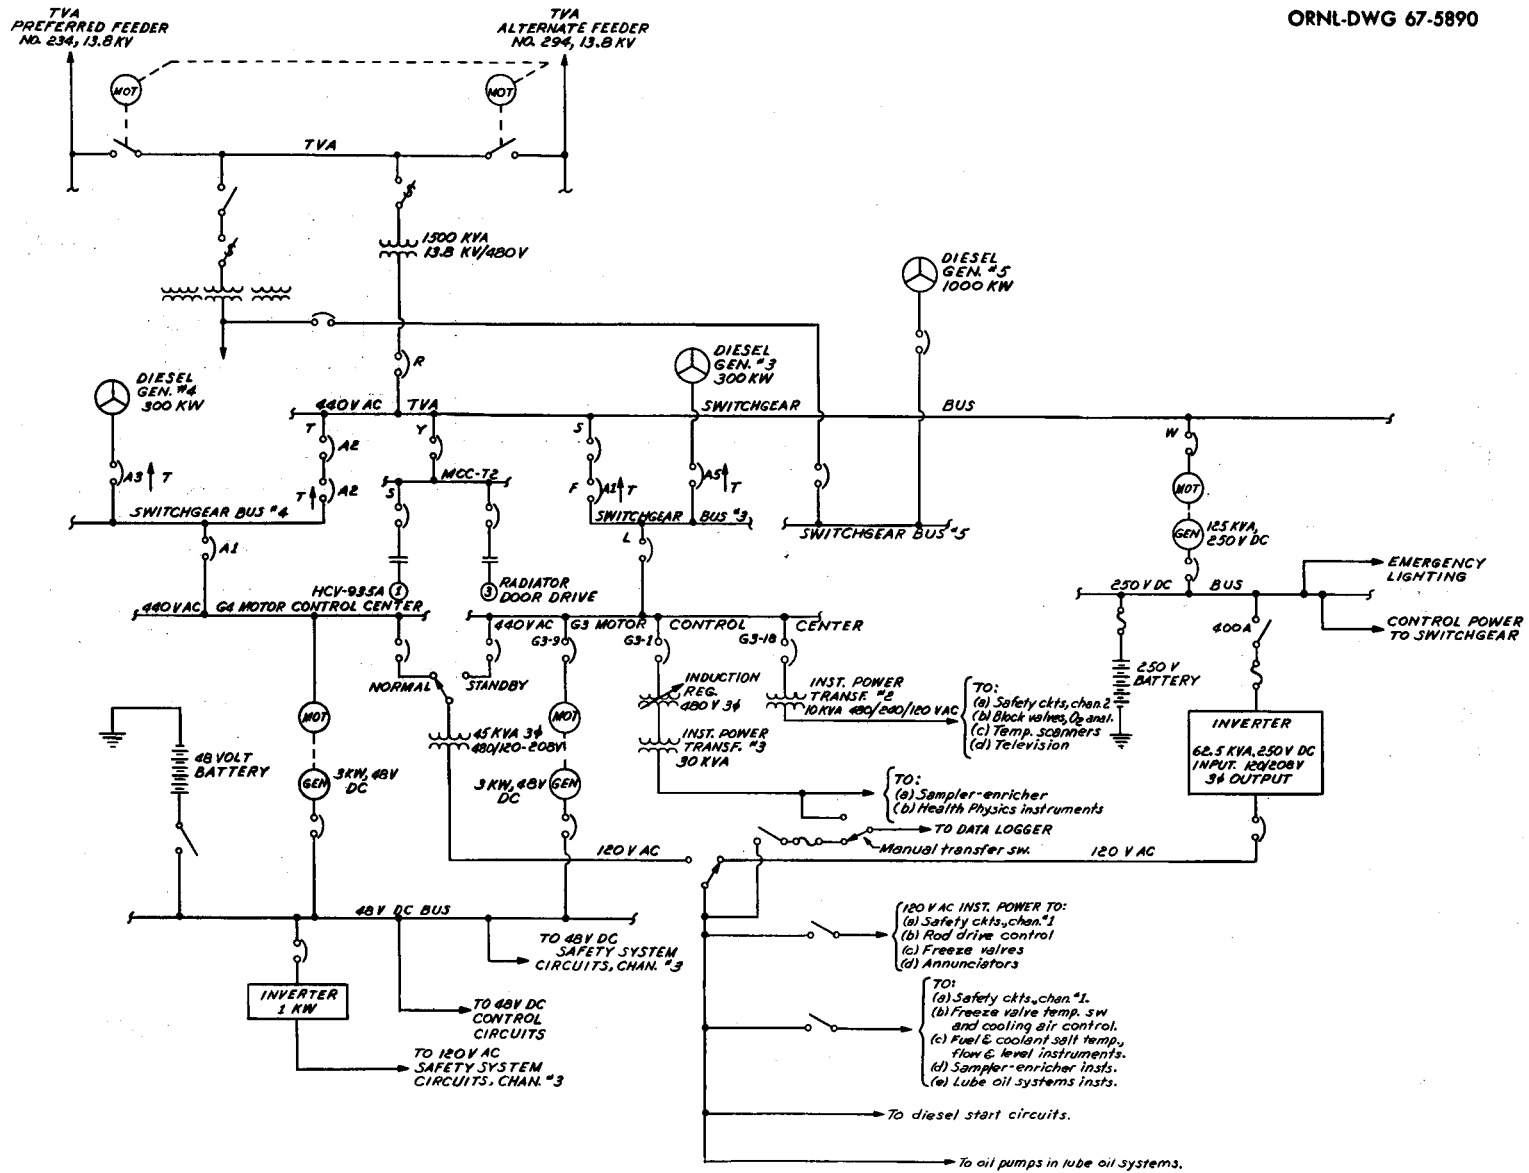 ORNL-DWG 67-5890
TVA
PREFERRED FEEDER
NO. 234, 13.8 KV
TVA
ALTERNATE FEEDER
NO. 294, 13.8 KV
MOT
MOT
TVA
1500 KVA
13.8 KV/480V
DIESEL
GEN. #5
1000 KW
R
DIESEL
GEN. #3
300 KW
DIESEL
GEN. #4
300 KW
440V AC
TVA
SWITCHGEAR
BUS
T
A2
Y
S
W
A3
T
T
A2
MCC-T2
S
F
A1
T
A5
T
MOT
SWITCHGEAR BUS #4
SWITCHGEAR
BUS #3
SWITCHGEAR BUS #5
GEN
125 KVA,
250 V DC
A1
L
HCV-935A
1
3
RADIATOR
DOOR DRIVE
EMERGENCY
LIGHTING
250 V DC
BUS
440V AC
G4 MOTOR CONTROL CENTER
440 VAC
G3 MOTOR
CONTROL
CENTER
G3-9
G3-1
G3-18
400A
CONTROL POWER
TO SWITCHGEAR
NORMAL
STANDBY
INDUCTION
REG.
480 V 3ϕ
INST. POWER
TRANSF. #2
10 KVA 480/240/120 VAC
TO:
(a) Safety ckts, chan. 2
(b) Block valves, O2 anal.
(c) Temp. scanners
(d) Television
250 V
BATTERY
MOT
45 KVA 3ϕ
480/120-208V
MOT
INST. POWER
TRANSF. #3
30 KVA
INVERTER
62.5 KVA, 250 V DC
INPUT. 120/208V
3ϕ OUTPUT
48 VOLT
BATTERY
GEN
3 KW, 48V
DC
3 KW, 48V
DC
GEN
TO:
(a) Sampler-enricher
(b) Health Physics instruments
TO DATA LOGGER
Manual transfer sw.
120 V AC
120 V AC
48V DC BUS
120 V AC INST. POWER TO:
(a) Safety ckts., chan. #1
(b) Rod drive control
(c) Freeze valves
(d) Annunciators
TO 48V DC
SAFETY SYSTEM
CIRCUITS, CHAN. #3
INVERTER
1 KW
TO 48V DC
CONTROL
CIRCUITS
TO:
(a) Safety ckts., chan. #1.
(b) Freeze valve temp. sw
and cooling air control.
(c) Fuel & coolant salt temp.,
flow & level instruments.
(d) Sampler-enricher insts.
(e) Lube oil systems insts.
TO 120V AC
SAFETY SYSTEM
CIRCUITS, CHAN. #3
To diesel start circuits.
To oil pumps in lube oil systems.